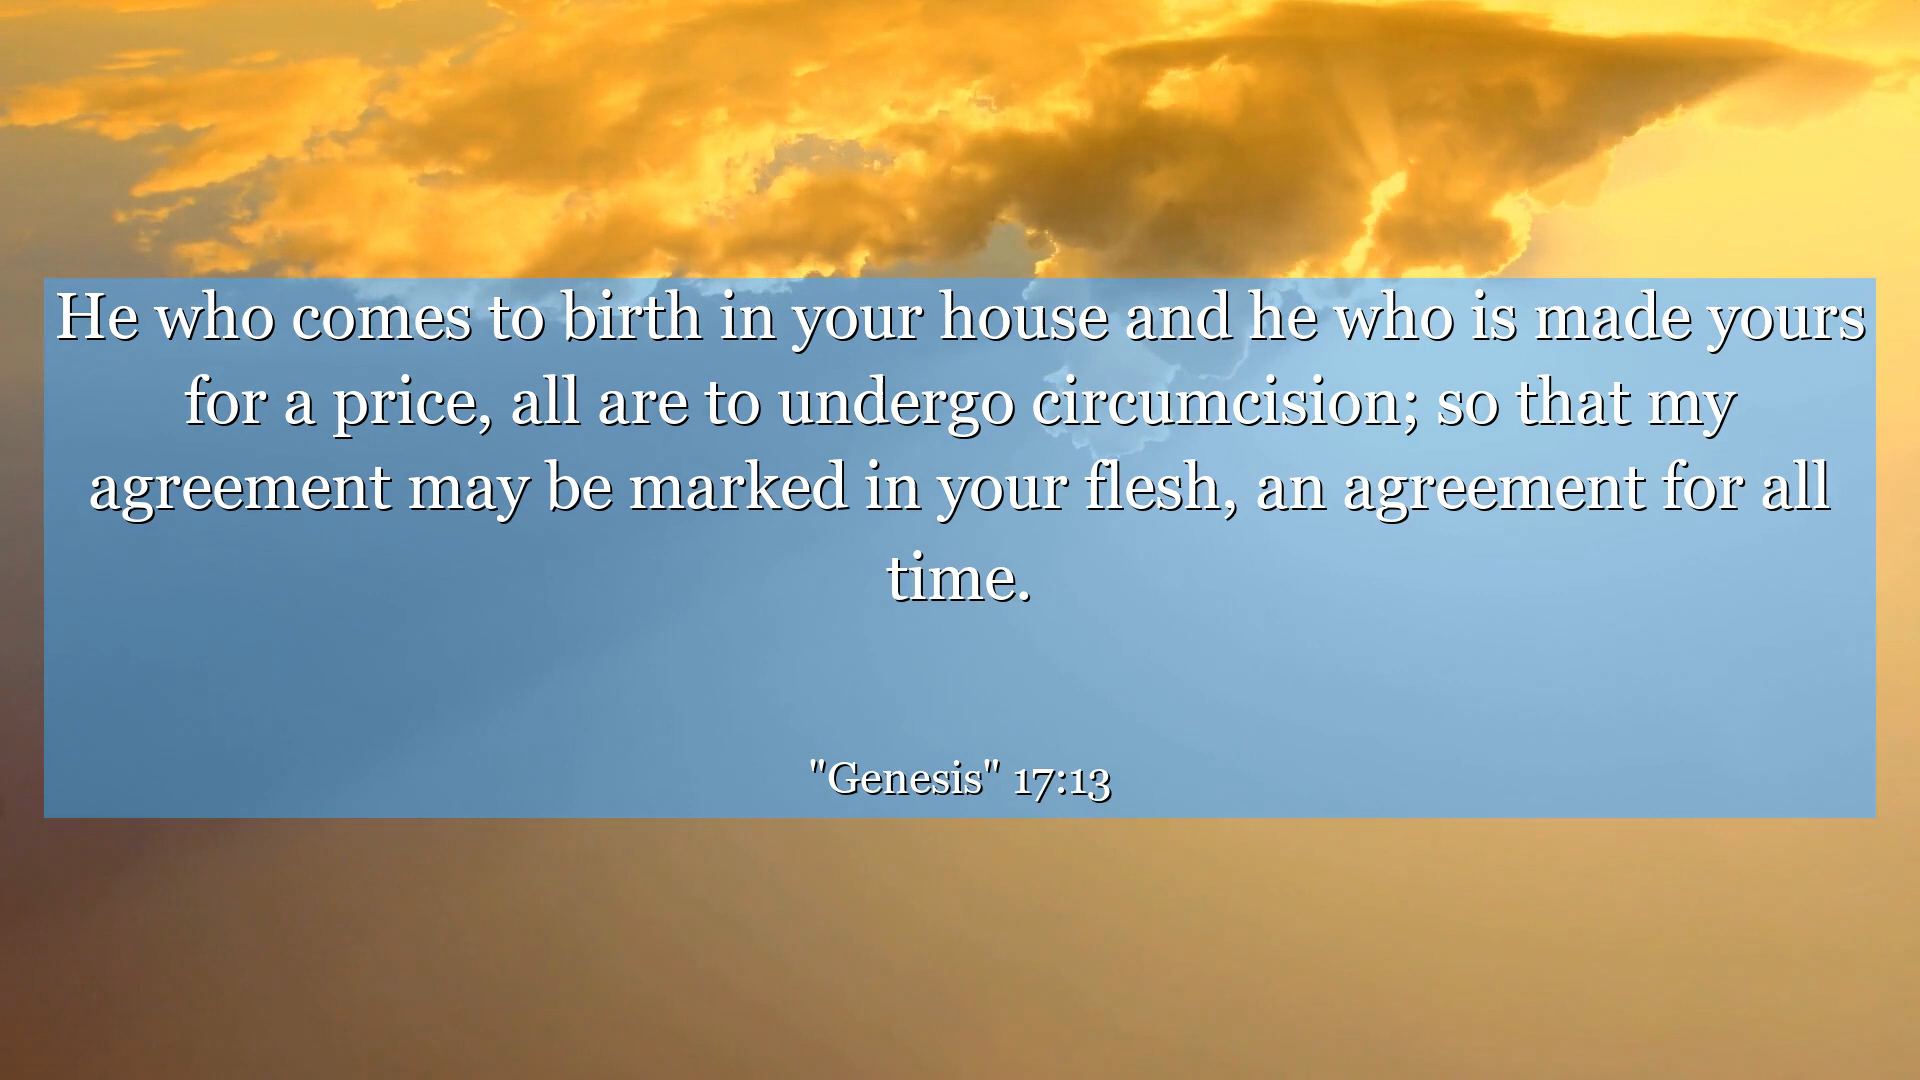 He who comes to birth in your house and he who is made yours
for a price, all are to undergo circumcision; so that my
agreement may be marked in your flesh, an agreement for all
time.
"Genesis" 17:13